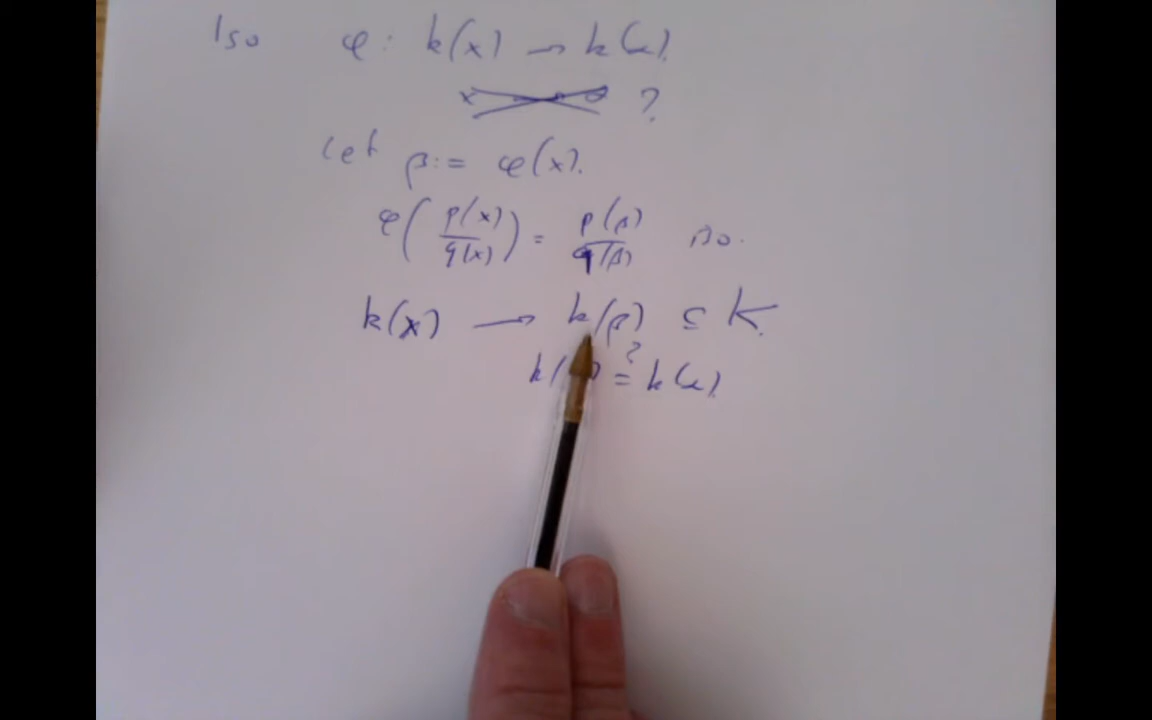 Iso φ: k(x) → k(α).
x → α ?
Let β := φ(x).
φ( p(x) / q(x) ) = p(β) / q(β) so.
k(x) → k(β) ⊆ K.
k( ) ?= k(α).